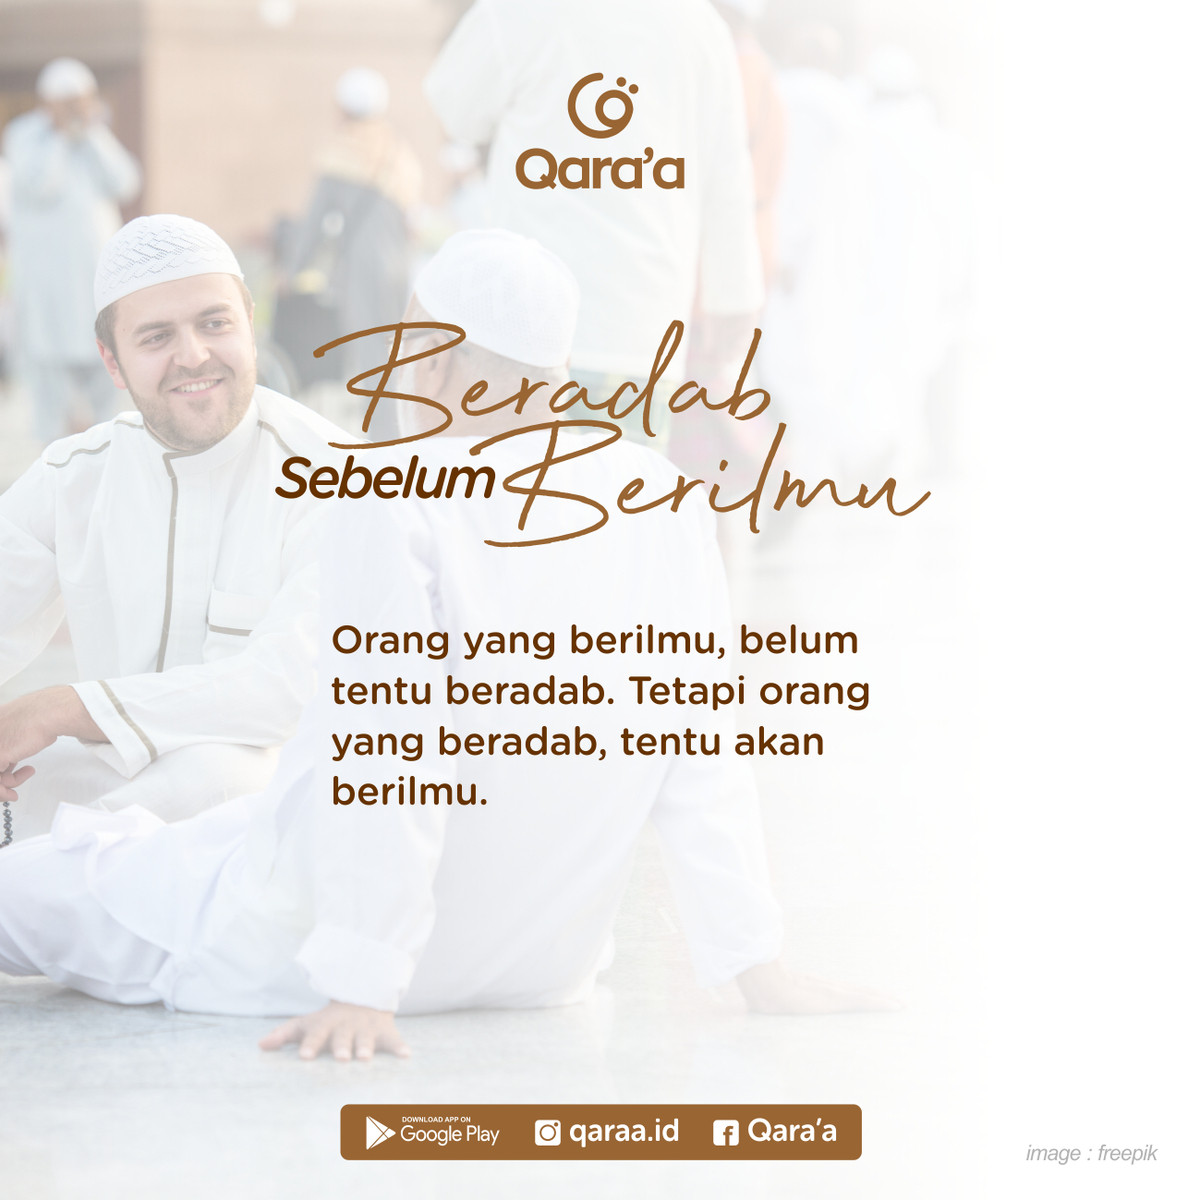 Qara'a
Beradab
Sebelum Berilmu
Orang yang berilmu, belum
tentu beradab. Tetapi orang
yang beradab, tentu akan
berilmu.
DOWNLOAD APP ON
Google Play
qaraa.id
Qara'a
image : freepik